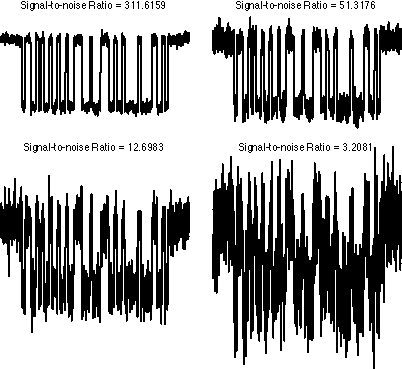 Signal-to-noise Ratio = 311.6159
Signal-to-noise Ratio = 51.3176
Signal-to-noise Ratio = 12.6983
Signal-to-noise Ratio = 3.2081